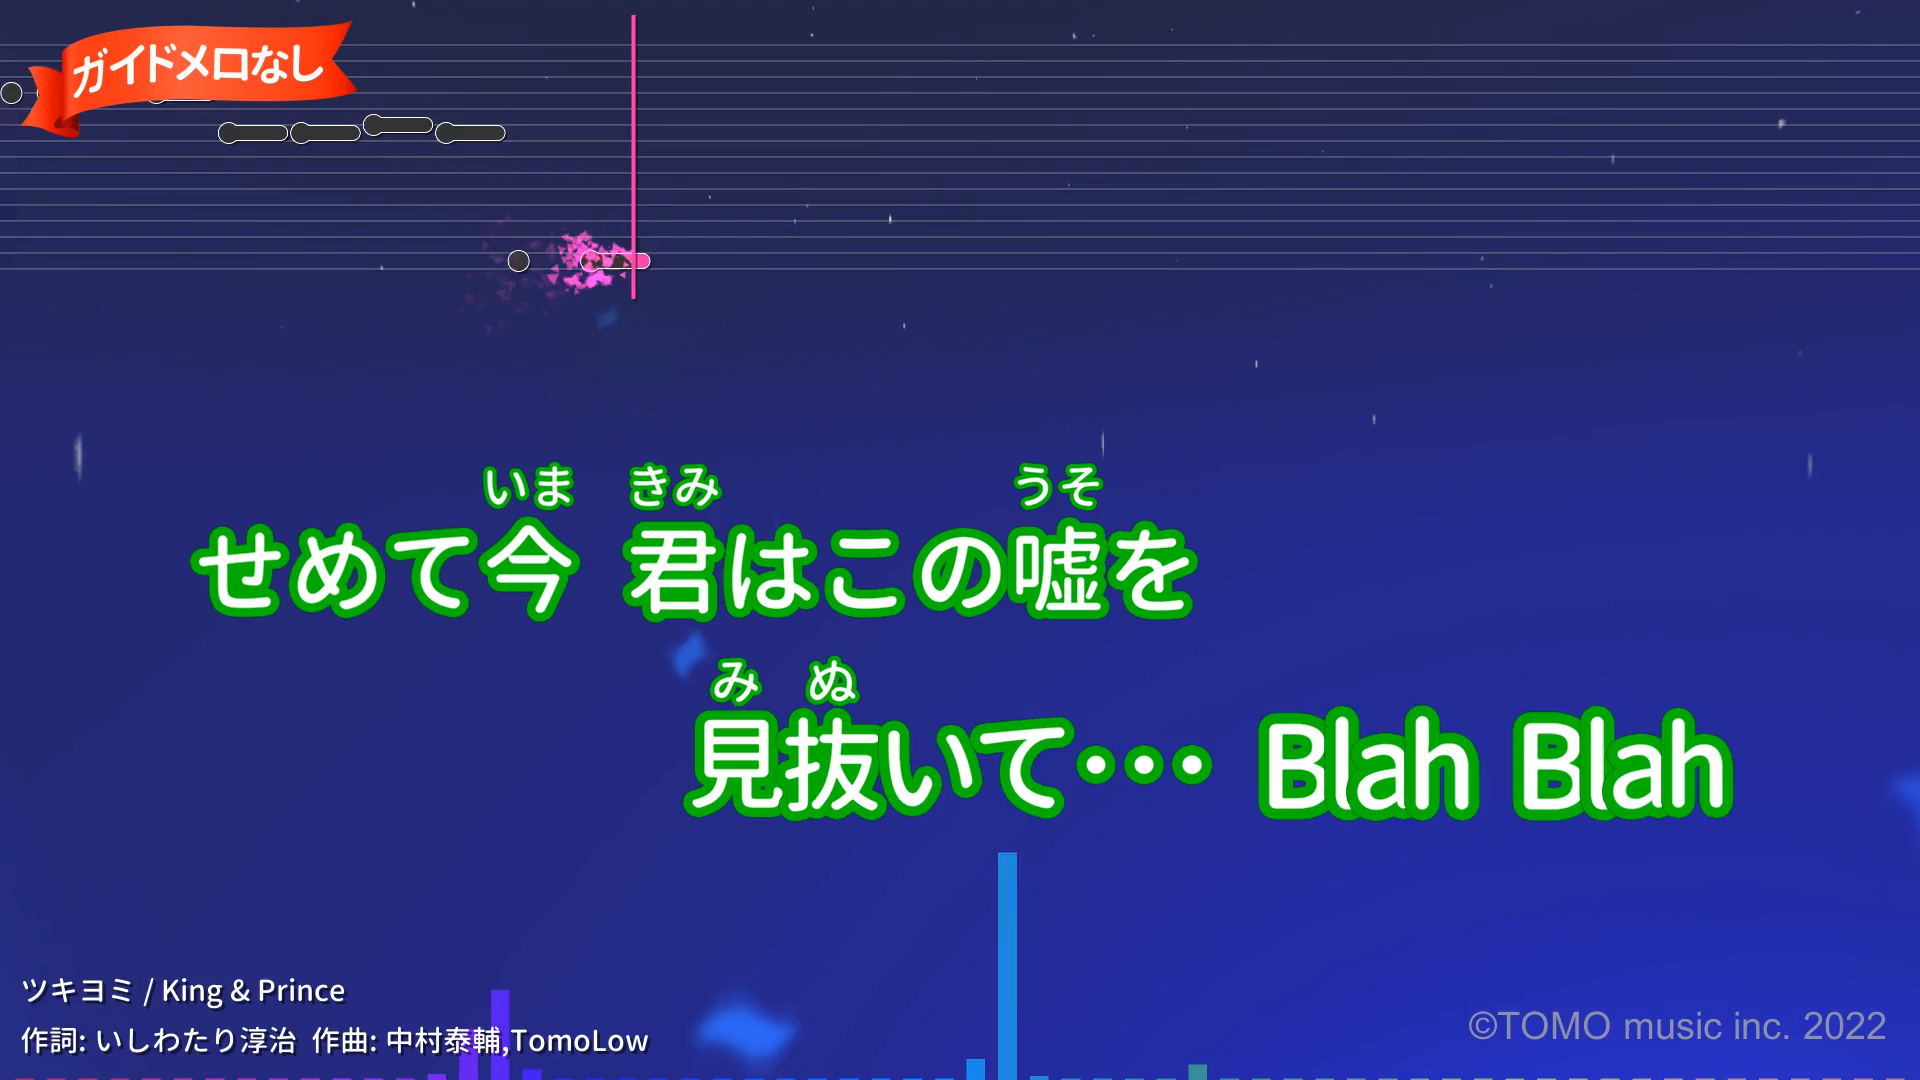 ガイドメロなし
いま きみ うそ
せめて今 君はこの嘘を
み ぬ
見抜いて･･･ Blah Blah
ツキヨミ / King & Prince
作詞: いしわたり淳治 作曲: 中村泰輔,TomoLow
©TOMO music inc. 2022